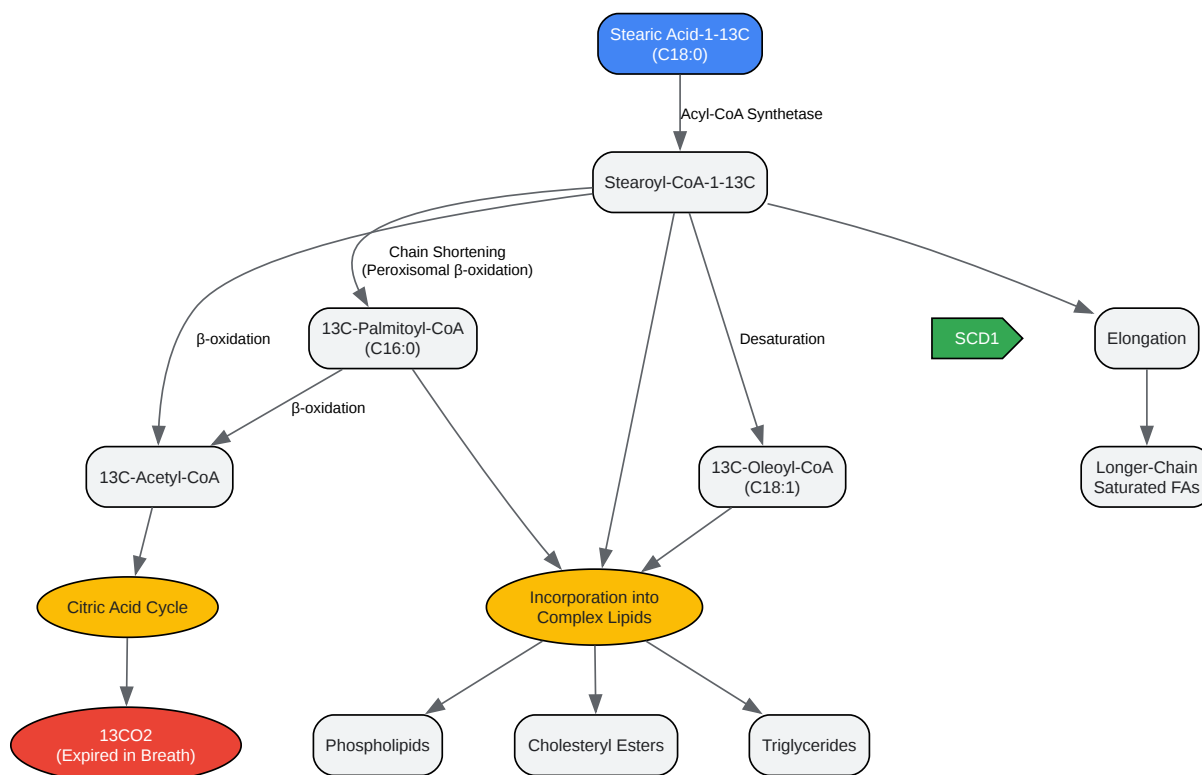 Stearic Acid-1-13C
(C18:0)
Acyl-CoA Synthetase
Stearoyl-CoA-1-13C
Chain Shortening
(Peroxisomal β-oxidation)
β-oxidation
13C-Palmitoyl-CoA
(C16:0)
Desaturation
SCD1
Elongation
β-oxidation
13C-Acetyl-CoA
13C-Oleoyl-CoA
(C18:1)
Longer-Chain
Saturated FAs
Citric Acid Cycle
Incorporation into
Complex Lipids
13CO2
(Expired in Breath)
Phospholipids
Cholesteryl Esters
Triglycerides